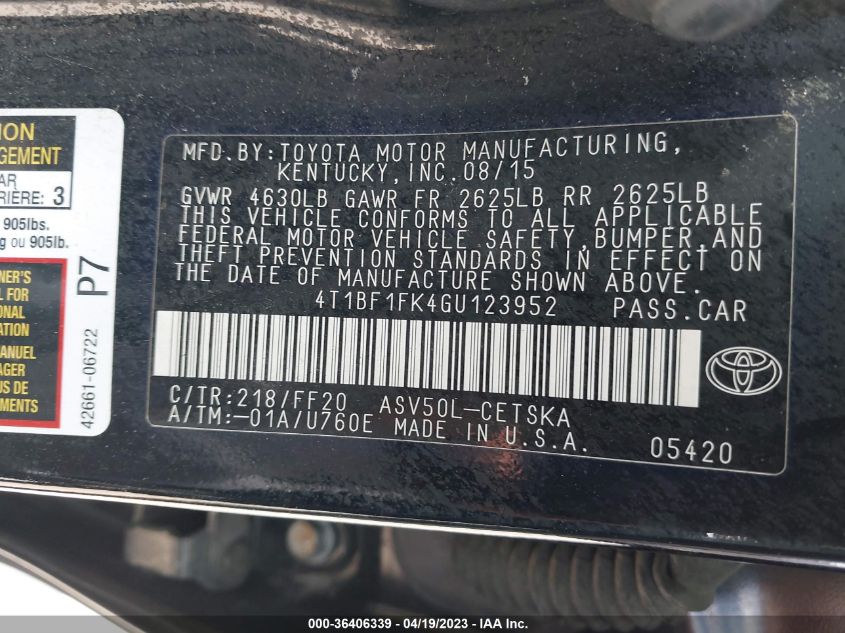 MFD.BY:TOYOTA MOTOR MANUFACTURING,
KENTUCKY,INC.08/15
GVWR 4630LB GAWR FR 2625LB RR 2625LB
THIS VEHICLE CONFORMS TO ALL APPLICABLE
FEDERAL MOTOR VEHICLE SAFETY,BUMPER,AND
THEFT PREVENTION STANDARDS IN EFFECT ON
THE DATE OF MANUFACTURE SHOWN ABOVE.
4T1BF1FK4GU123952 PASS.CAR
C/TR:218/FF20 ASV50L-CETSKA
A/TM:-01A/U760E MADE IN U.S.A.
05420
ION
GEMENT
AR
RIÈRE: 3
905lbs.
g ou 905lb.
NER'S
L FOR
ONAL
ATION
MANUEL
AGER
US DE
EMENTS
P7
42661-06722
000-36406339 - 04/19/2023 - IAA Inc.